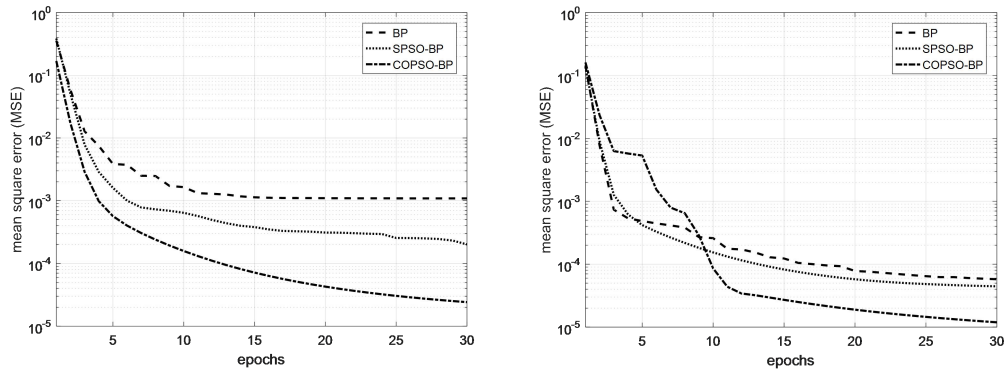 10^0
10^-1
10^-2
10^-3
10^-4
10^-5
mean square error (MSE)
BP
SPSO-BP
COPSO-BP
5 10 15 20 25 30
epochs
10^0
10^-1
10^-2
10^-3
10^-4
10^-5
mean square error (MSE)
BP
SPSO-BP
COPSO-BP
5 10 15 20 25 30
epochs